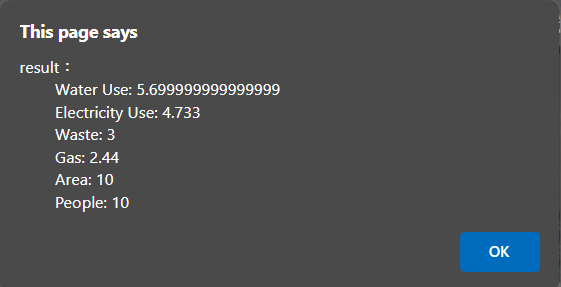 This page says
result：
Water Use: 5.699999999999999
Electricity Use: 4.733
Waste: 3
Gas: 2.44
Area: 10
People: 10
OK